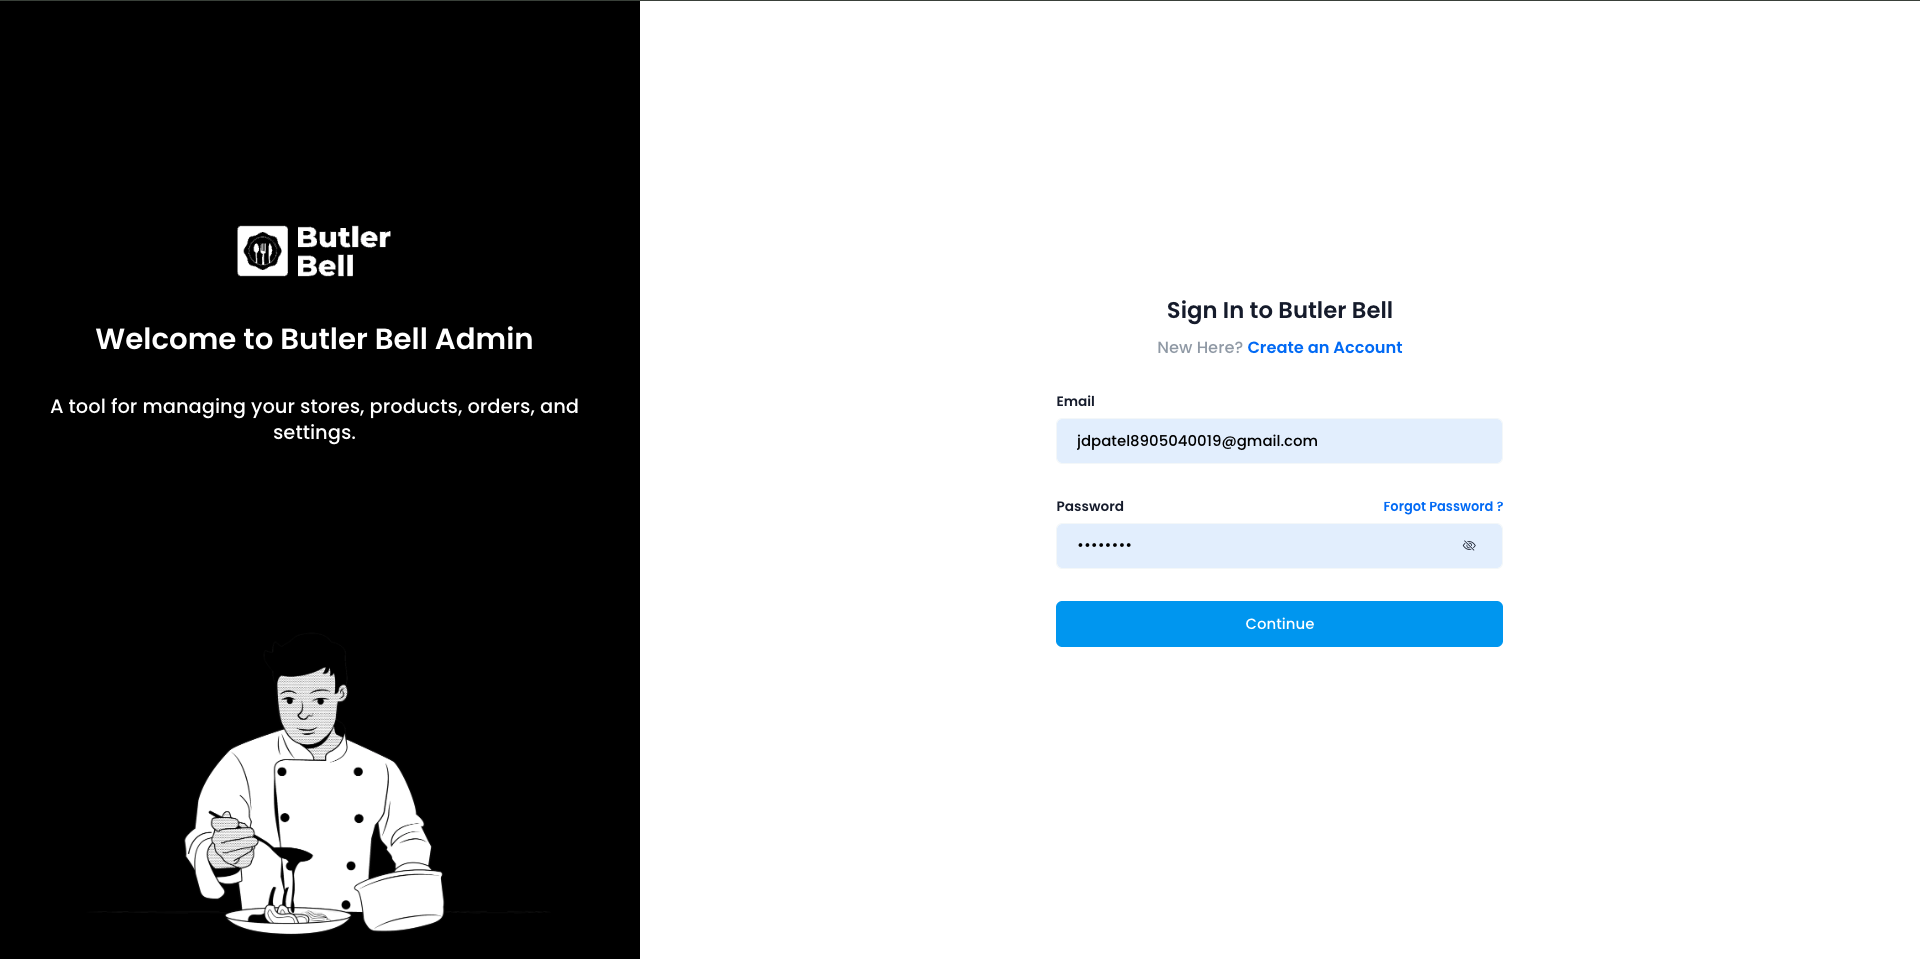 Butler
Bell
Welcome to Butler Bell Admin
A tool for managing your stores, products, orders, and
settings.
Sign In to Butler Bell
New Here? Create an Account
Email
jdpatel8905040019@gmail.com
Password Forgot Password ?
••••••••
Continue